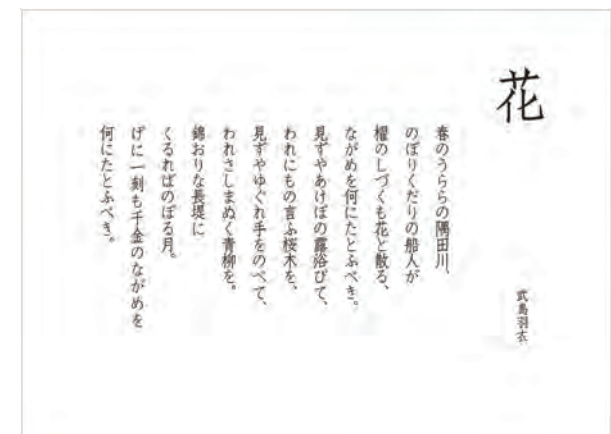 花
武島羽衣
春のうららの隅田川、
のぼりくだりの船人が
櫂のしづくも花と散る、
ながめを何にたとふべき。
見ずやあけぼの露浴びて、
われにもの言ふ桜木を、
見ずやゆぐれ手をのべて、
われさしまぬく青柳を。
錦おりな長堤に
くるればのぼる月。
げに一刻も千金のながめを
何にたとふべき。